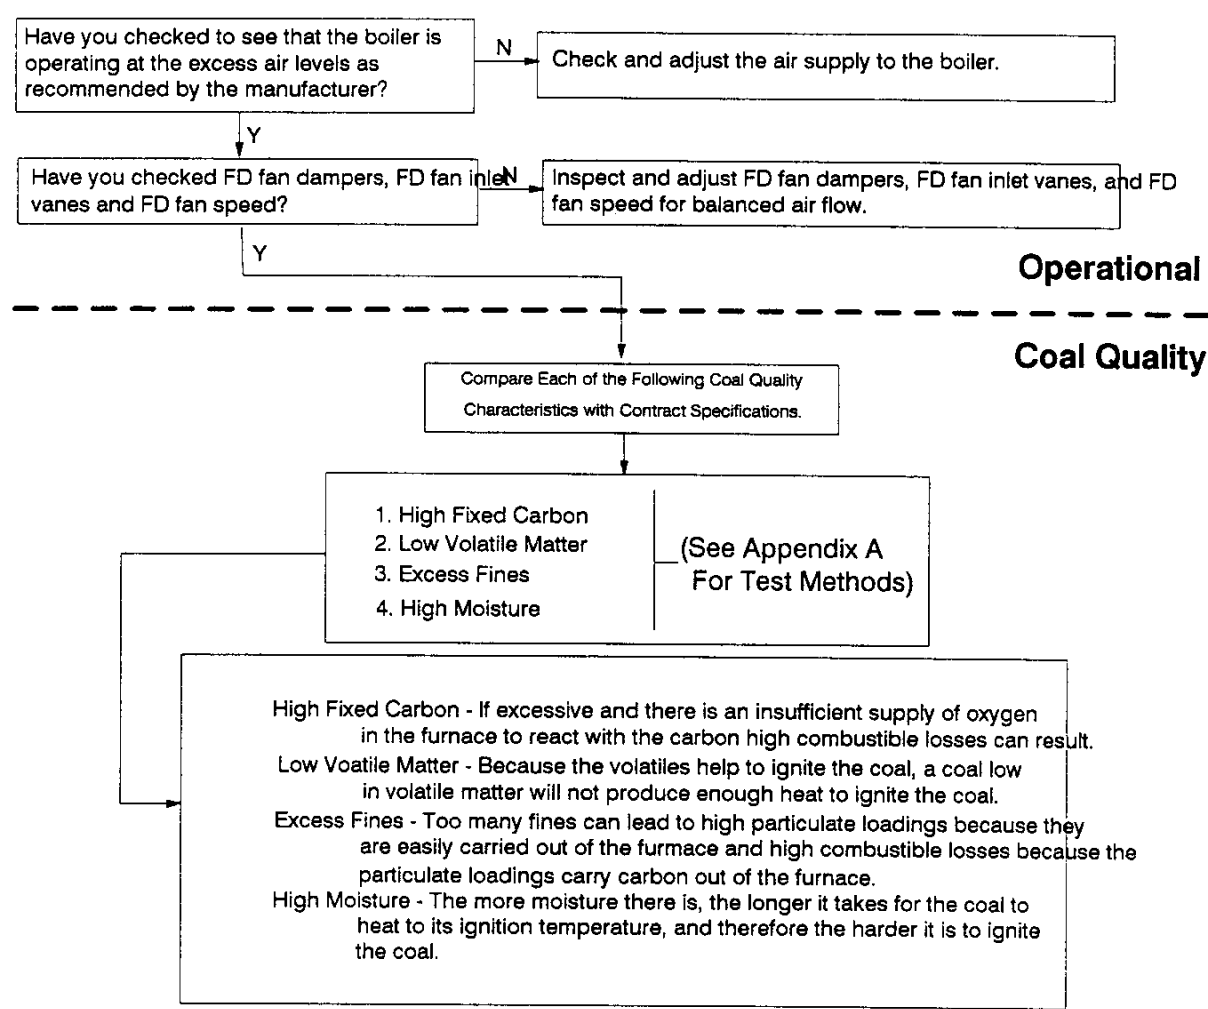 Have you checked to see that the boiler is
operating at the excess air levels as
recommended by the manufacturer?
N
Check and adjust the air supply to the boiler.
Y
Have you checked FD fan dampers, FD fan inlet
vanes and FD fan speed?
N
Inspect and adjust FD fan dampers, FD fan inlet vanes, and FD
fan speed for balanced air flow.
Y
Operational
Coal Quality
Compare Each of the Following Coal Quality
Characteristics with Contract Specifications.
1. High Fixed Carbon
2. Low Volatile Matter
3. Excess Fines
4. High Moisture
(See Appendix A
For Test Methods)
High Fixed Carbon - If excessive and there is an insufficient supply of oxygen
in the furnace to react with the carbon high combustible losses can result.
Low Voatile Matter - Because the volatiles help to ignite the coal, a coal low
in volatile matter will not produce enough heat to ignite the coal.
Excess Fines - Too many fines can lead to high particulate loadings because they
are easily carried out of the furmace and high combustible losses because the
particulate loadings carry carbon out of the furnace.
High Moisture - The more moisture there is, the longer it takes for the coal to
heat to its ignition temperature, and therefore the harder it is to ignite
the coal.